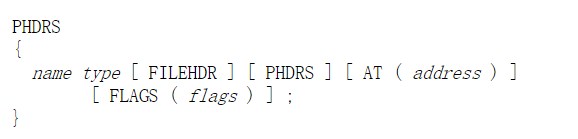 PHDRS
{
name type [ FILEHDR ] [ PHDRS ] [ AT ( address ) ]
[ FLAGS ( flags ) ] ;
}